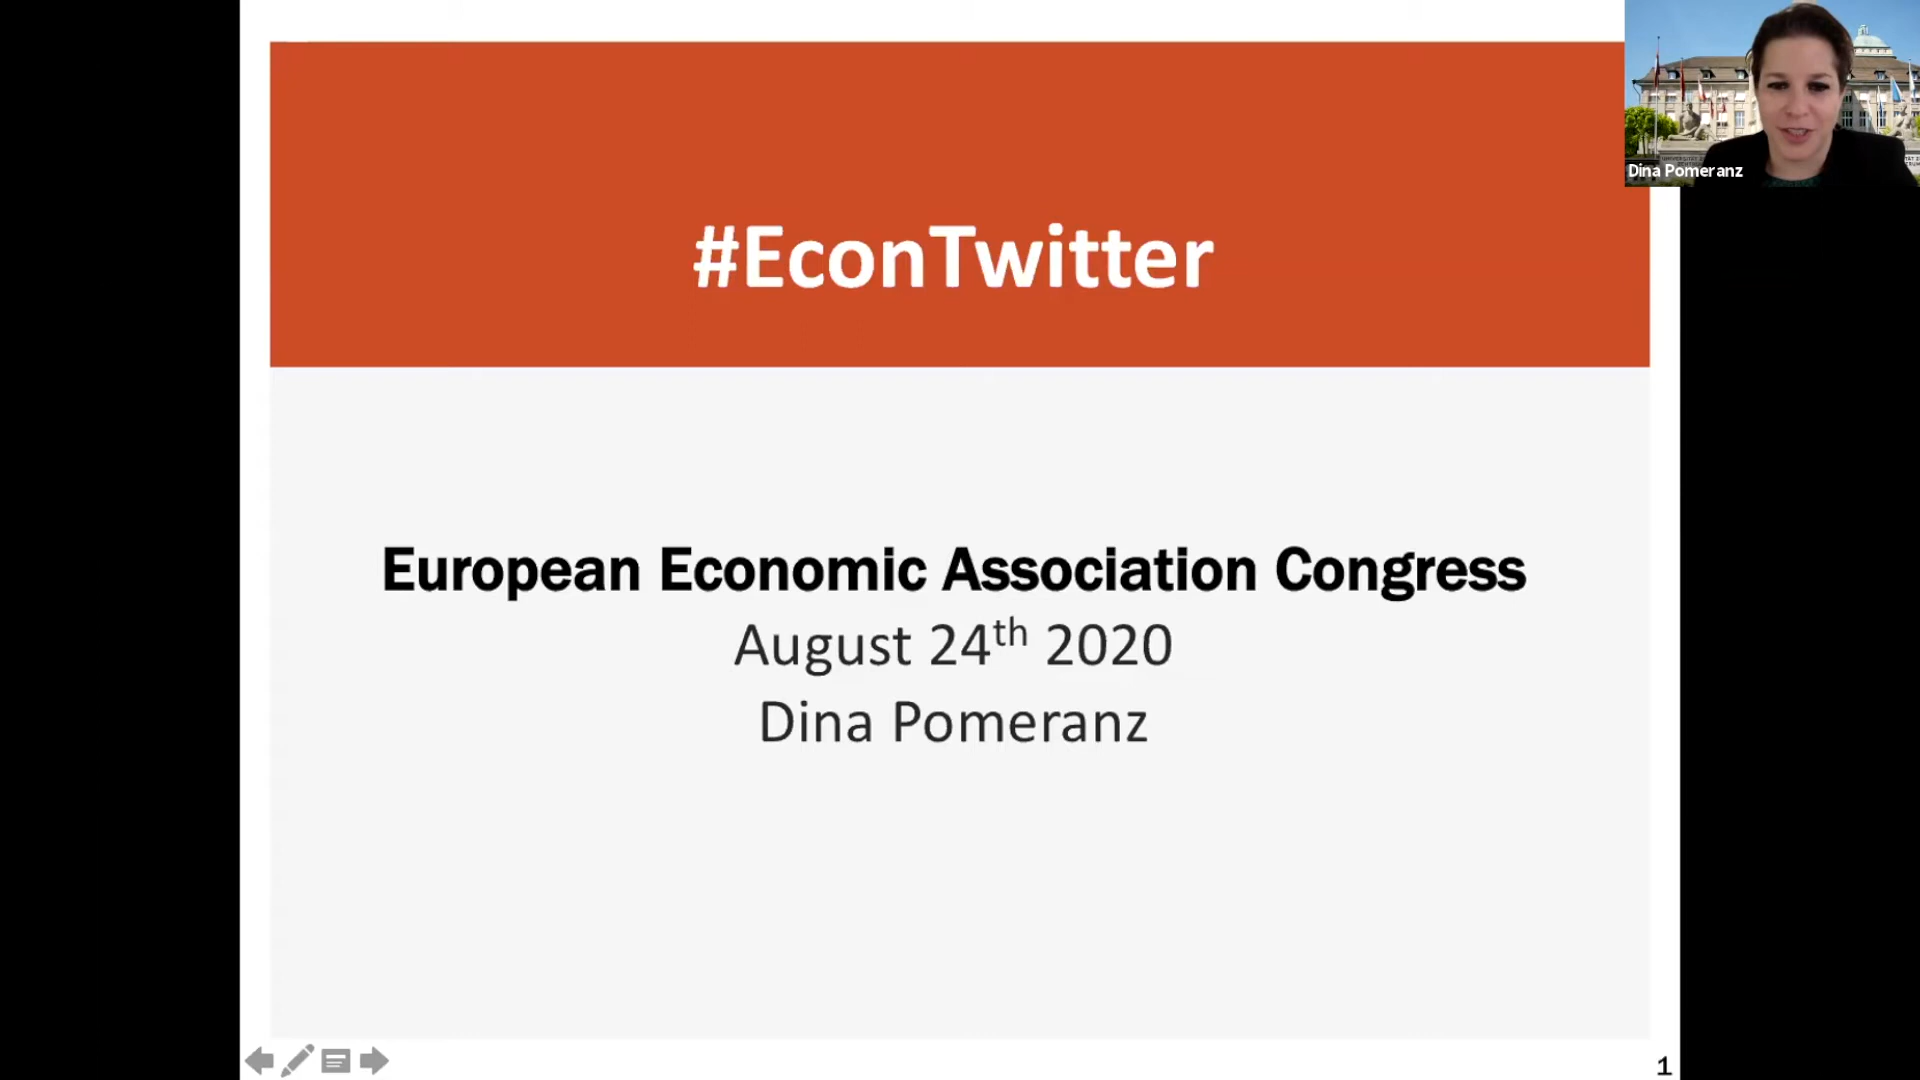 #EconTwitter
Dina Pomeranz
European Economic Association Congress
August 24th 2020
Dina Pomeranz
1